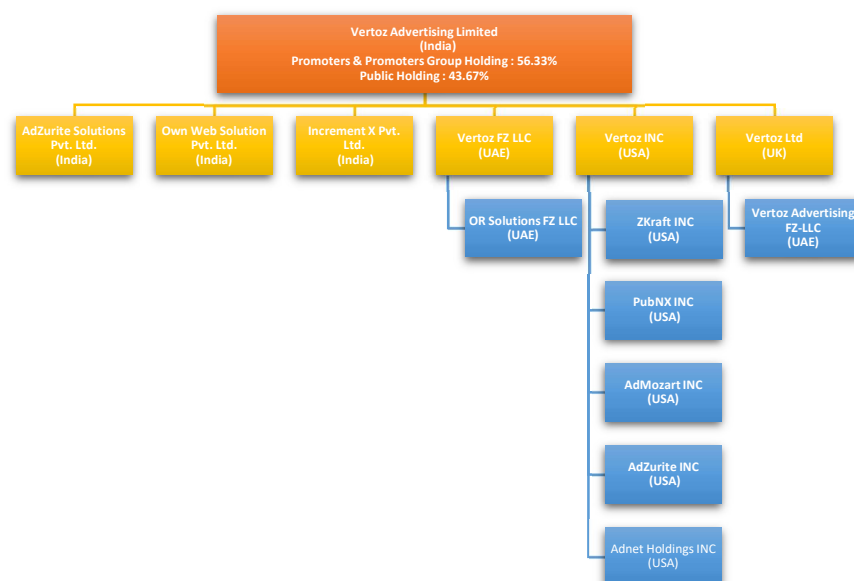 Vertoz Advertising Limited
(India)
Promoters & Promoters Group Holding : 56.33%
Public Holding : 43.67%
AdZurite Solutions
Pvt. Ltd.
(India)
Own Web Solution
Pvt. Ltd.
(India)
Increment X Pvt.
Ltd.
(India)
Vertoz FZ LLC
(UAE)
Vertoz INC
(USA)
Vertoz Ltd
(UK)
OR Solutions FZ LLC
(UAE)
ZKraft INC
(USA)
Vertoz Advertising
FZ-LLC
(UAE)
PubNX INC
(USA)
AdMozart INC
(USA)
AdZurite INC
(USA)
Adnet Holdings INC
(USA)